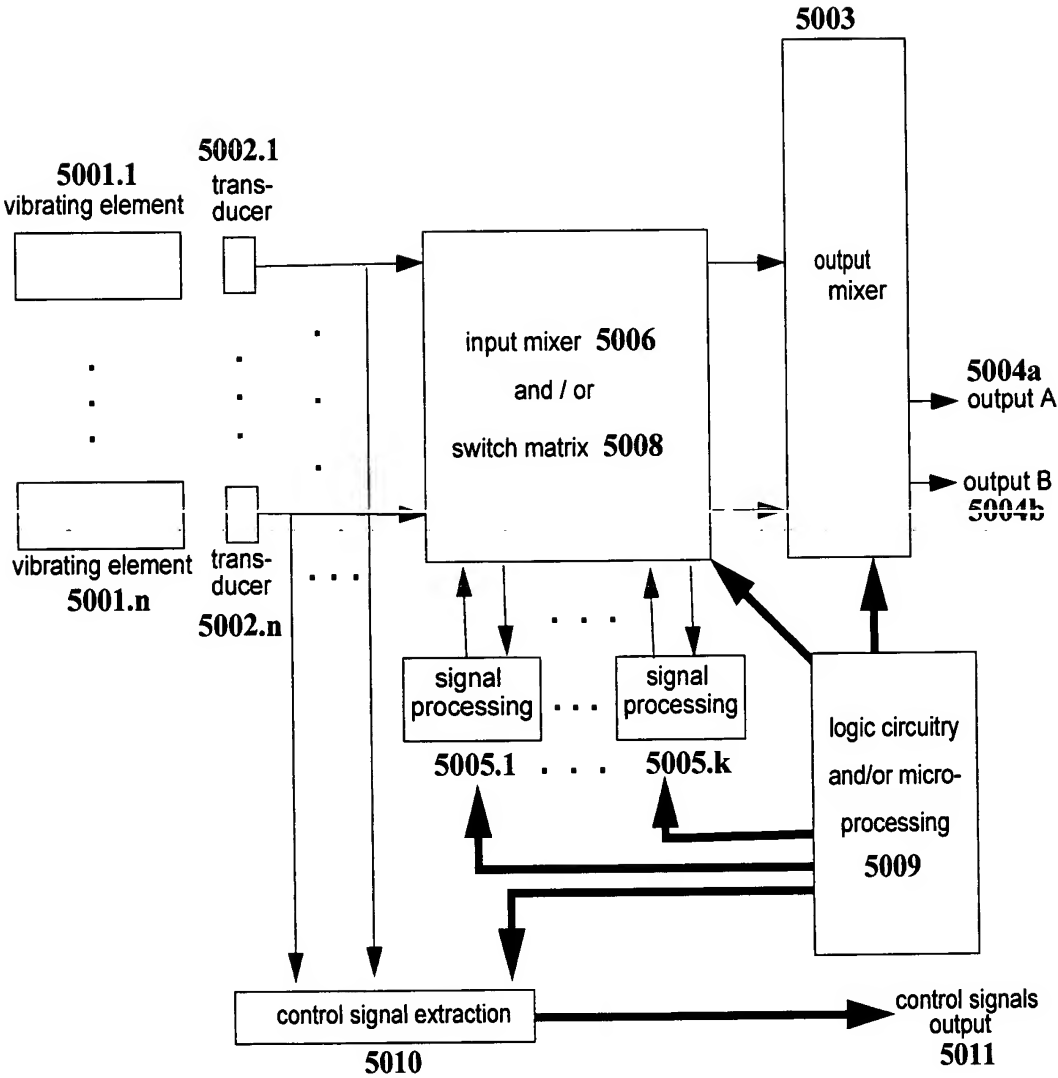 5003
5002.1
5001.1
trans-
ducer
vibrating element
output
mixer
input mixer 5006
and / or
switch matrix 5008
5004a
output A
output B
5004b
vibrating element
5001.n
trans-
ducer
5002.n
signal
processing
signal
processing
5005.1
5005.k
logic circuitry
and/or micro-
processing
5009
control signal extraction
5010
control signals
output
5011